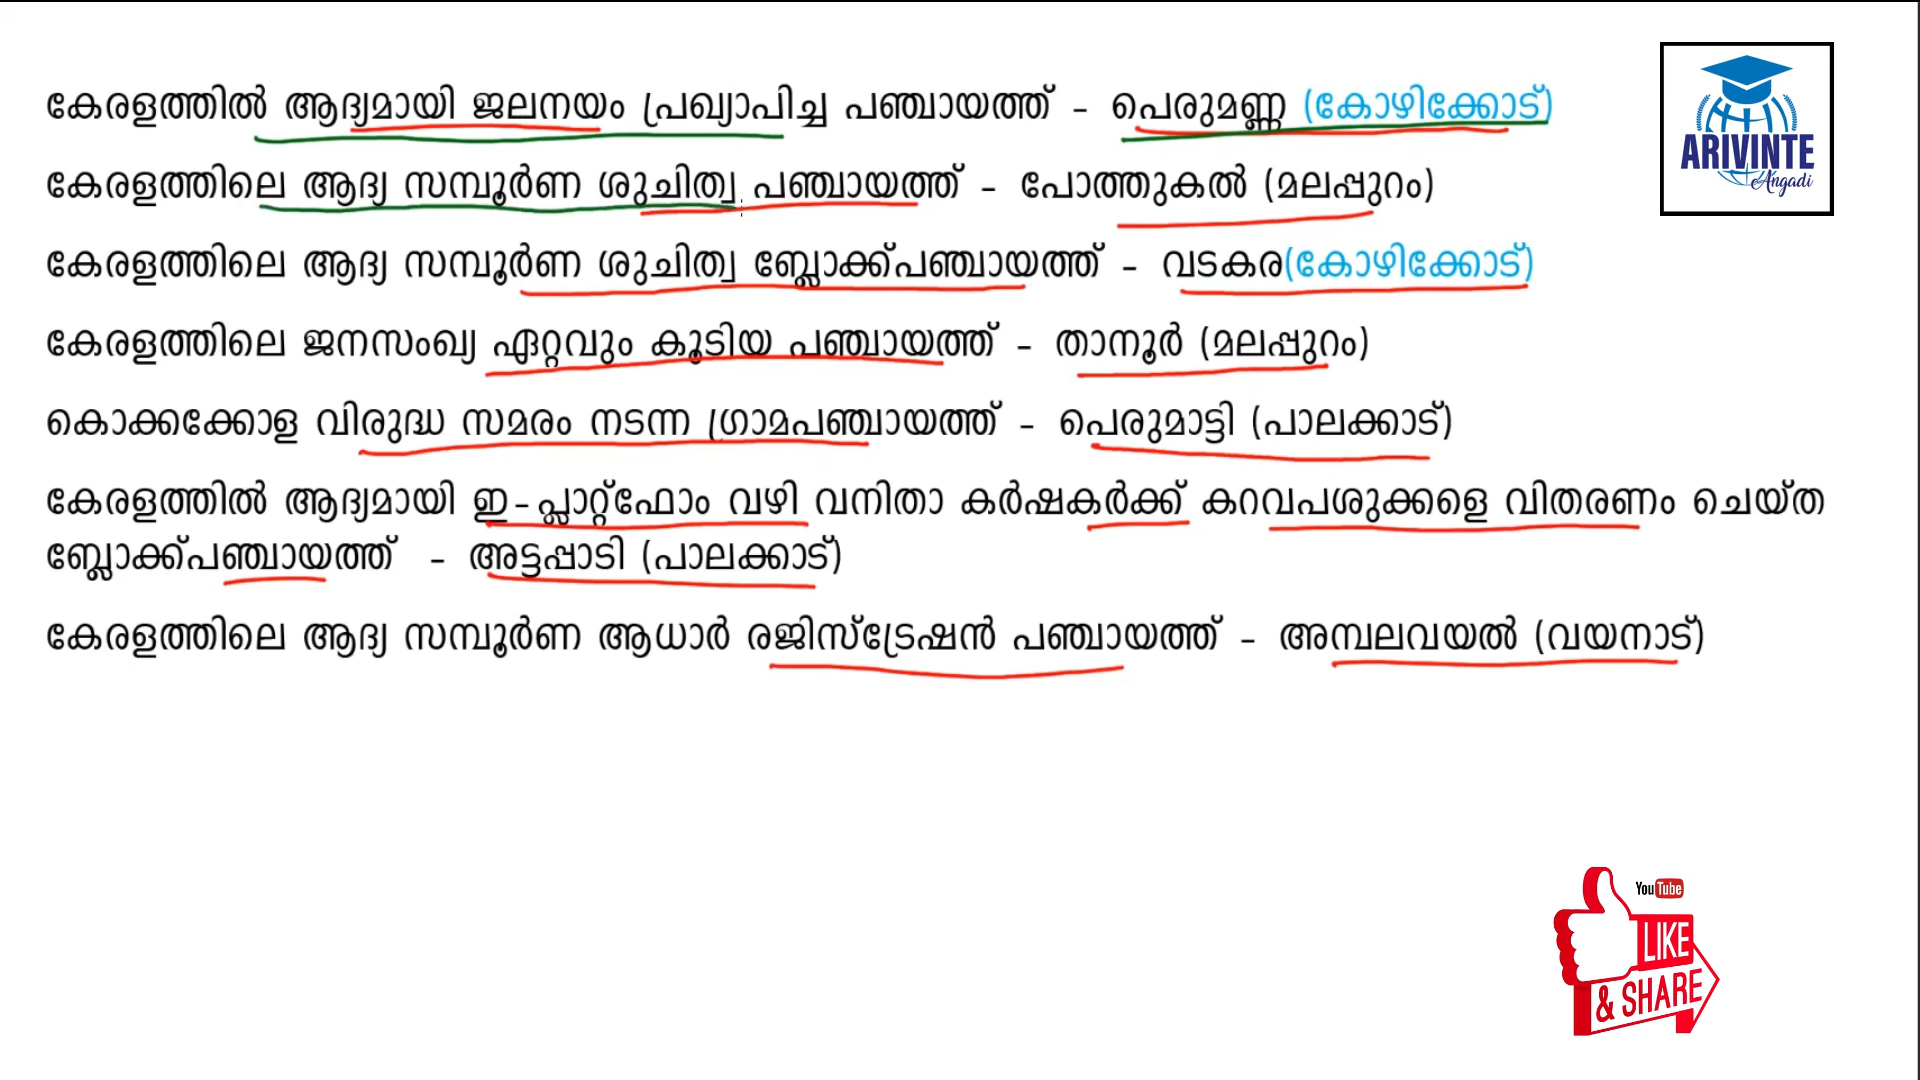 കേരളത്തിൽ ആദ്യമായി ജലനയം പ്രഖ്യാപിച്ച പഞ്ചായത്ത് - പെരുമണ്ണ (കോഴിക്കോട്)
ARIVINTE
Angadi
കേരളത്തിലെ ആദ്യ സമ്പൂർണ ശുചിത്വ പഞ്ചായത്ത് - പോത്തുകൽ (മലപ്പുറം)
കേരളത്തിലെ ആദ്യ സമ്പൂർണ ശുചിത്വ ബ്ലോക്ക്പഞ്ചായത്ത് - വടകര(കോഴിക്കോട്)
കേരളത്തിലെ ജനസംഖ്യ ഏറ്റവും കൂടിയ പഞ്ചായത്ത് - താനൂർ (മലപ്പുറം)
കൊക്കക്കോള വിരുദ്ധ സമരം നടന്ന ഗ്രാമപഞ്ചായത്ത് - പെരുമാട്ടി (പാലക്കാട്)
കേരളത്തിൽ ആദ്യമായി ഇ-പ്ലാറ്റ്ഫോം വഴി വനിതാ കർഷകർക്ക് കറവപശുക്കളെ വിതരണം ചെയ്ത
ബ്ലോക്ക്പഞ്ചായത്ത് - അട്ടപ്പാടി (പാലക്കാട്)
കേരളത്തിലെ ആദ്യ സമ്പൂർണ ആധാർ രജിസ്ട്രേഷൻ പഞ്ചായത്ത് - അമ്പലവയൽ (വയനാട്)
YouTube
LIKE
& SHARE